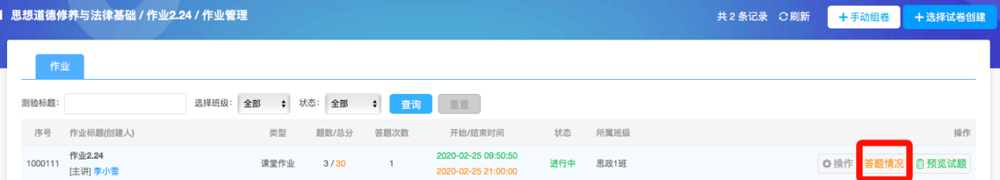 思想道德修养与法律基础 / 作业2.24 / 作业管理
共 2 条记录 刷新 +手动组卷 +选择试卷创建
作业
测验标题: 选择班级: 全部 状态: 全部 查询 重置
序号 作业标题(创建人) 类型 题数/总分 答题次数 开始/结束时间 状态 所属班级 操作
作业2.24 2020-02-25 09:50:50
1000111 课堂作业 3 / 30 1 进行中 思政1班 操作 答题情况 预览试题
[主讲] 李小雪 2020-02-25 21:00:00